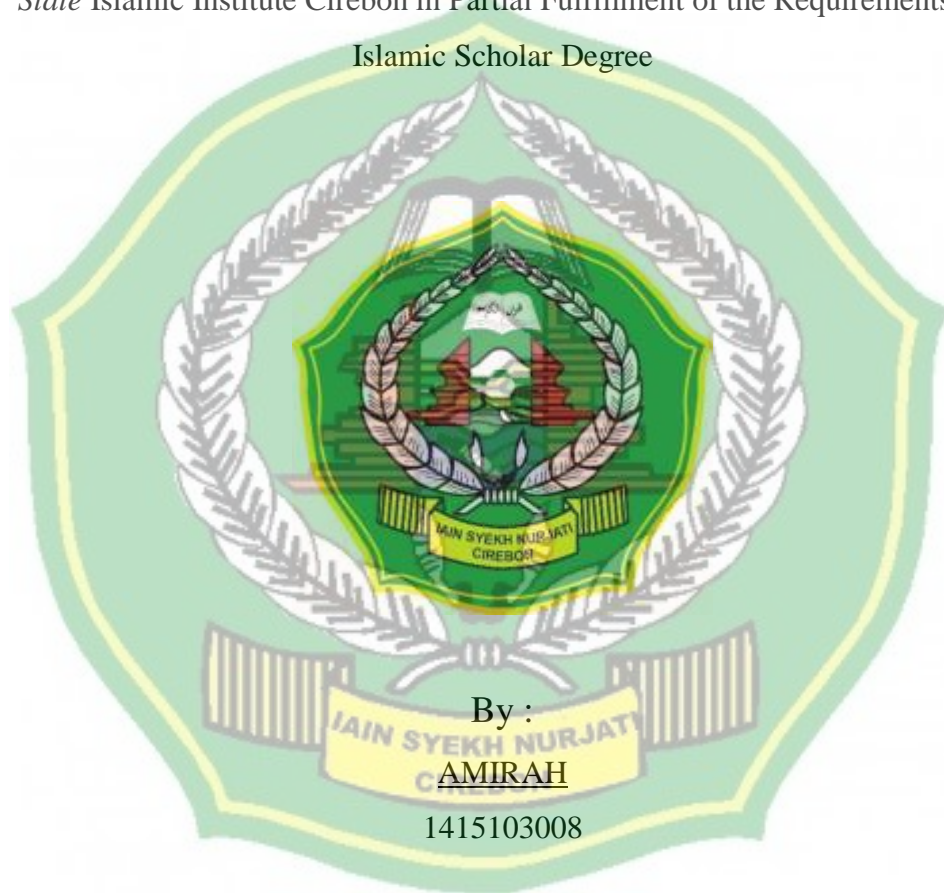 State Islamic Institute Cirebon in Partial Fulfillment of the Requirements
Islamic Scholar Degree
IAIN SYEKH NURJATI
CIREBON
By :
IAIN SYEKH NURJATI
CIREBON
AMIRAH
1415103008